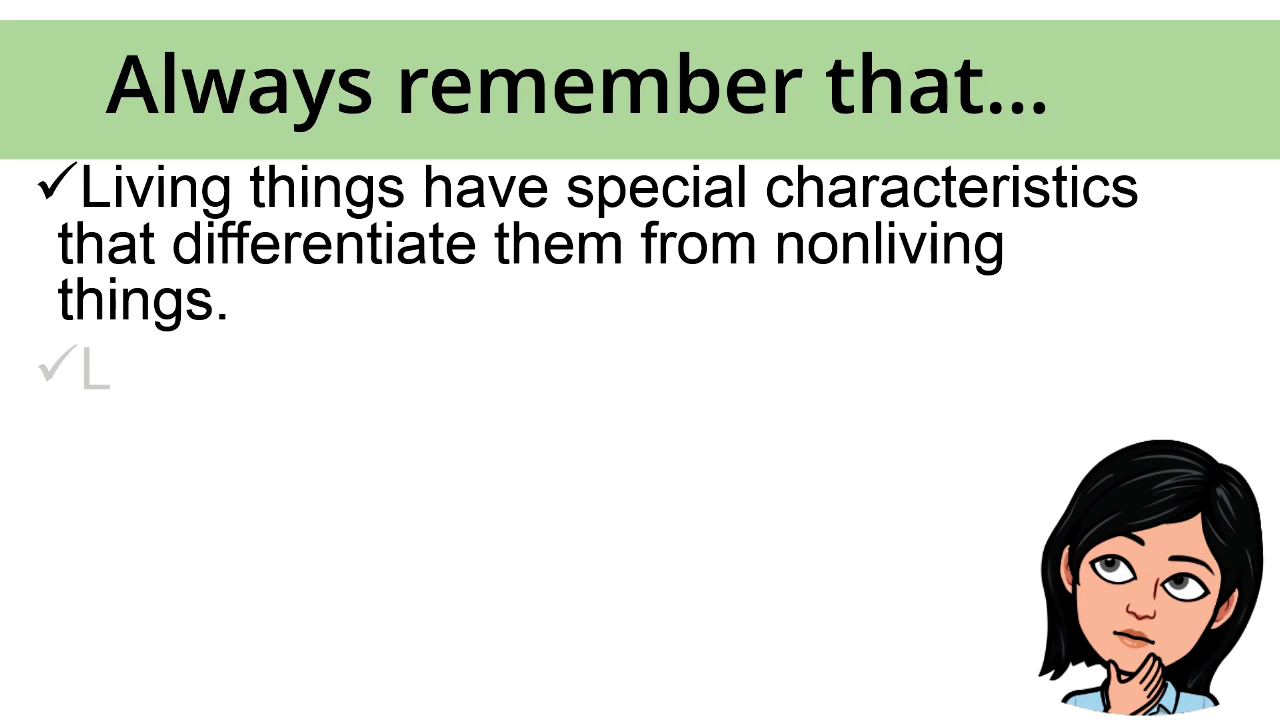 Always remember that...
✓Living things have special characteristics
that differentiate them from nonliving
things.
✓L